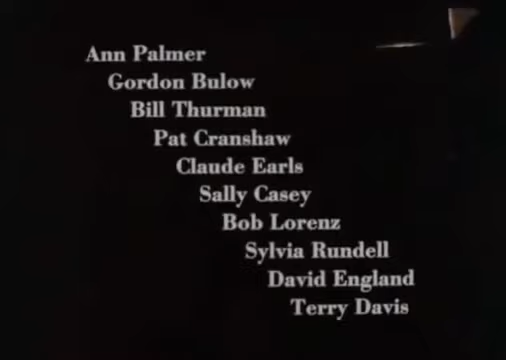 Ann Palmer
Gordon Bulow
Bill Thurman
Pat Cranshaw
Claude Earls
Sally Casey
Bob Lorenz
Sylvia Rundell
David England
Terry Davis